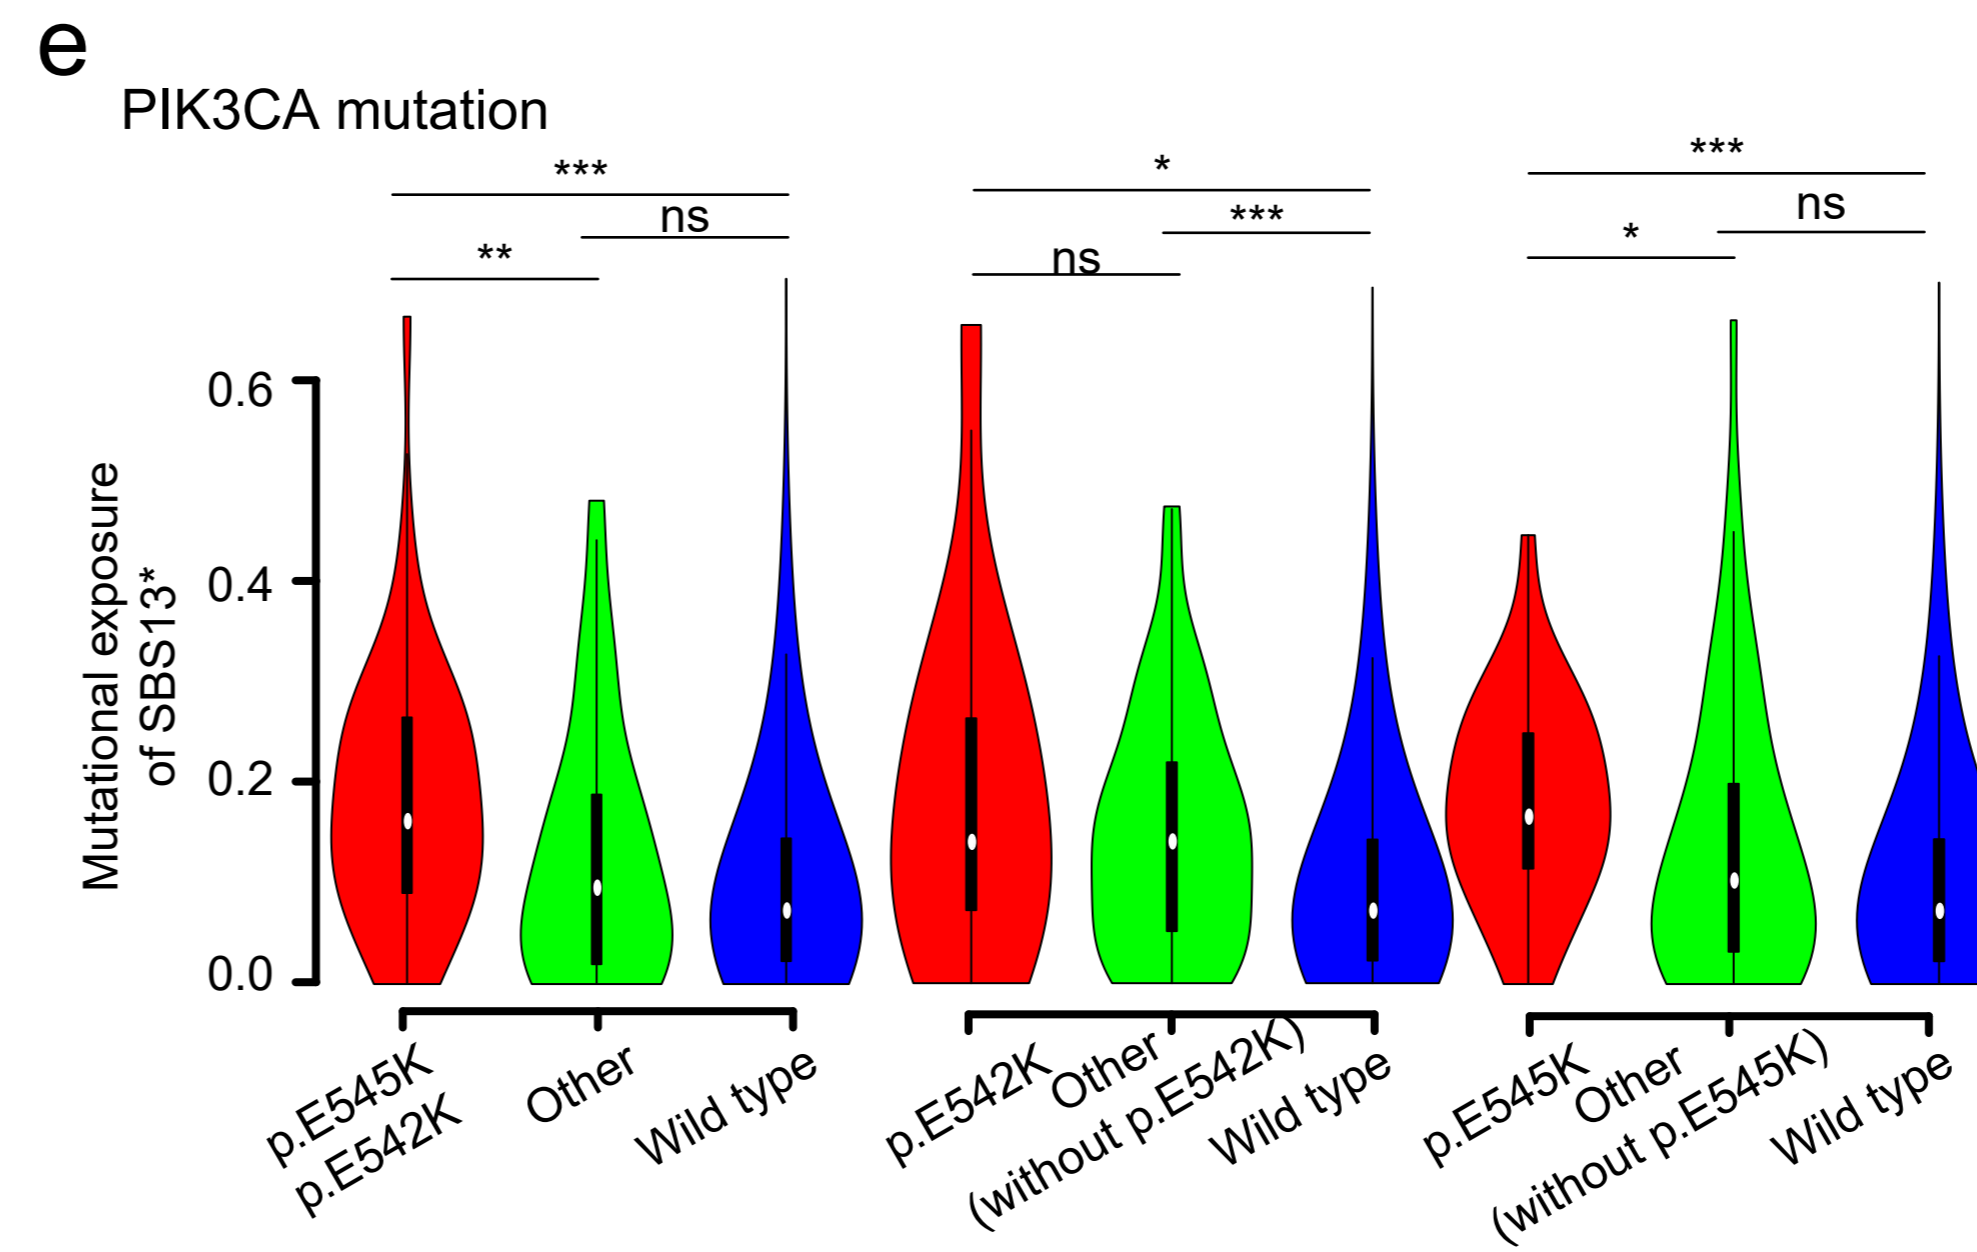 e
PIK3CA mutation
***
ns
**
*
***
ns
***
ns
*
Mutational exposure
of SBS13*
0.6
0.4
0.2
0.0
p.E545K
p.E542K
Other
Wild type
p.E542K
Other
(without p.E542K)
Wild type
p.E545K
Other
(without p.E545K)
Wild type